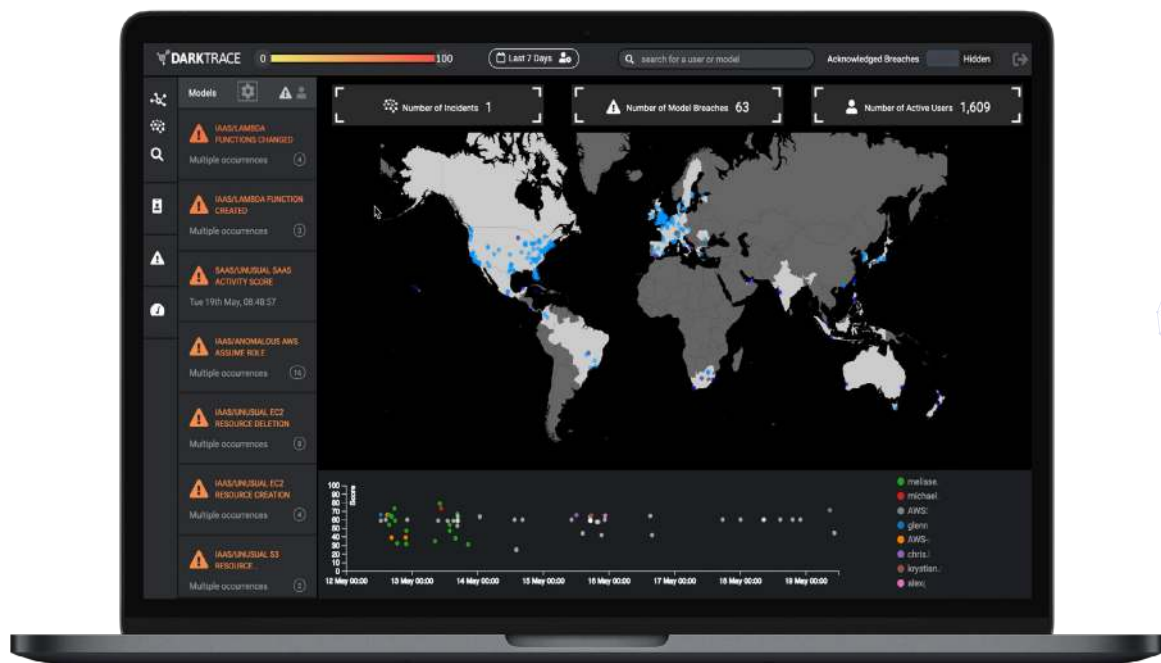 DARKTRACE
0 100
Last 7 Days
search for a user or model
Acknowledged Breaches Hidden
Models
Number of Incidents 1
Number of Model Breaches 63
Number of Active Users 1,609
IAAS/LAMBDA
FUNCTIONS CHANGED
Multiple occurrences 4
IAAS/LAMBDA FUNCTION
CREATED
Multiple occurrences
SAAS/UNUSUAL SAAS
ACTIVITY SCORE
Tue 19th May, 08:48:57
IAAS/ANOMALOUS AWS
ASSUME ROLE
Multiple occurrences
IAAS/UNUSUAL EC2
RESOURCE DELETION
Multiple occurrences
IAAS/UNUSUAL EC2
RESOURCE CREATION
Multiple occurrences 4
IAAS/UNUSUAL S3
RESOURCE...
Multiple occurrences 2
Score
100
90
80
70
60
50
40
30
20
10
0
12 May 00:00 13 May 00:00 14 May 00:00 15 May 00:00 16 May 00:00 17 May 00:00 18 May 00:00 19 May 00:00
melissa
michael
AWS:
glenn
AWS-
chris.
krystian.
alex